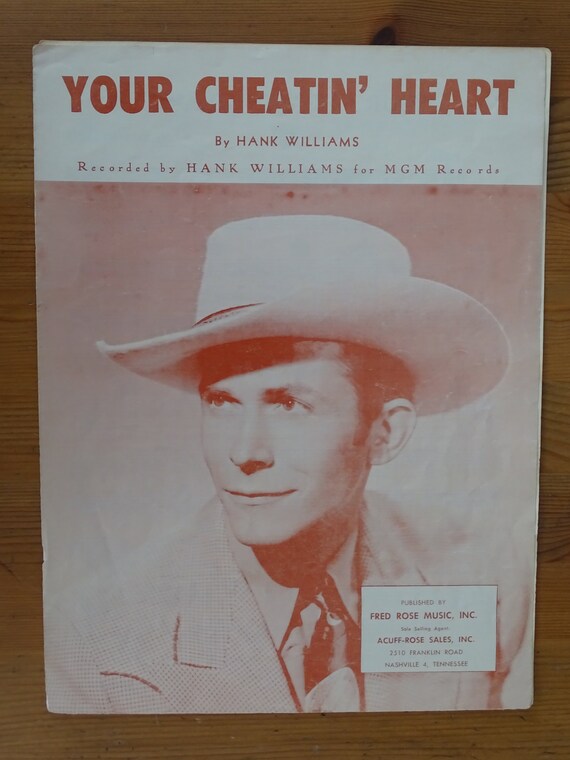 YOUR CHEATIN' HEART
By HANK WILLIAMS
Recorded by HANK WILLIAMS for MGM Records
PUBLISHED BY
FRED ROSE MUSIC, INC.
Sole Selling Agent:
ACUFF-ROSE SALES, INC.
2510 FRANKLIN ROAD
NASHVILLE 4, TENNESSEE